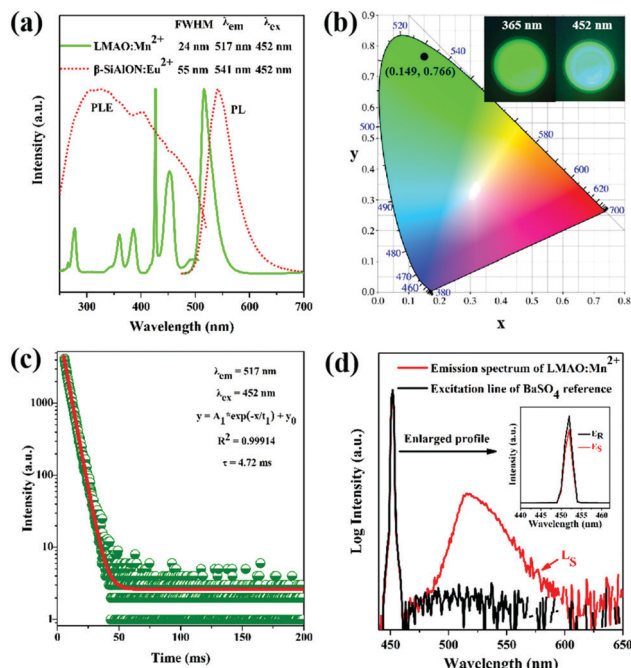 (a)
FWHM λem λex
LMAO:Mn2+ 24 nm 517 nm 452 nm
β-SiAlON:Eu2+ 55 nm 541 nm 452 nm
PLE
PL
Intensity (a.u.)
300 400 500 600 700
Wavelength (nm)
(b)
0.9
0.8
0.7
0.6
0.5
0.4
0.3
0.2
0.1
0.0
y
0.0 0.1 0.2 0.3 0.4 0.5 0.6 0.7 0.8
x
365 nm 452 nm
(0.149, 0.766)
520
540
500
580
600
620
700
490
480
470
460
380
(c)
λem = 517 nm
λex = 452 nm
y = A1*exp(-x/t1) + y0
R2 = 0.99914
τ = 4.72 ms
Intensity (a.u.)
1000
100
10
1
0 50 100 150 200
Time (ms)
(d)
Emission spectrum of LMAO:Mn2+
Excitation line of BaSO4 reference
Enlarged profile
Intensity (a.u.)
ER
ES
440 445 450 455 460
Wavelength (nm)
LS
Log Intensity (a.u.)
450 500 550 600 650
Wavelength (nm)